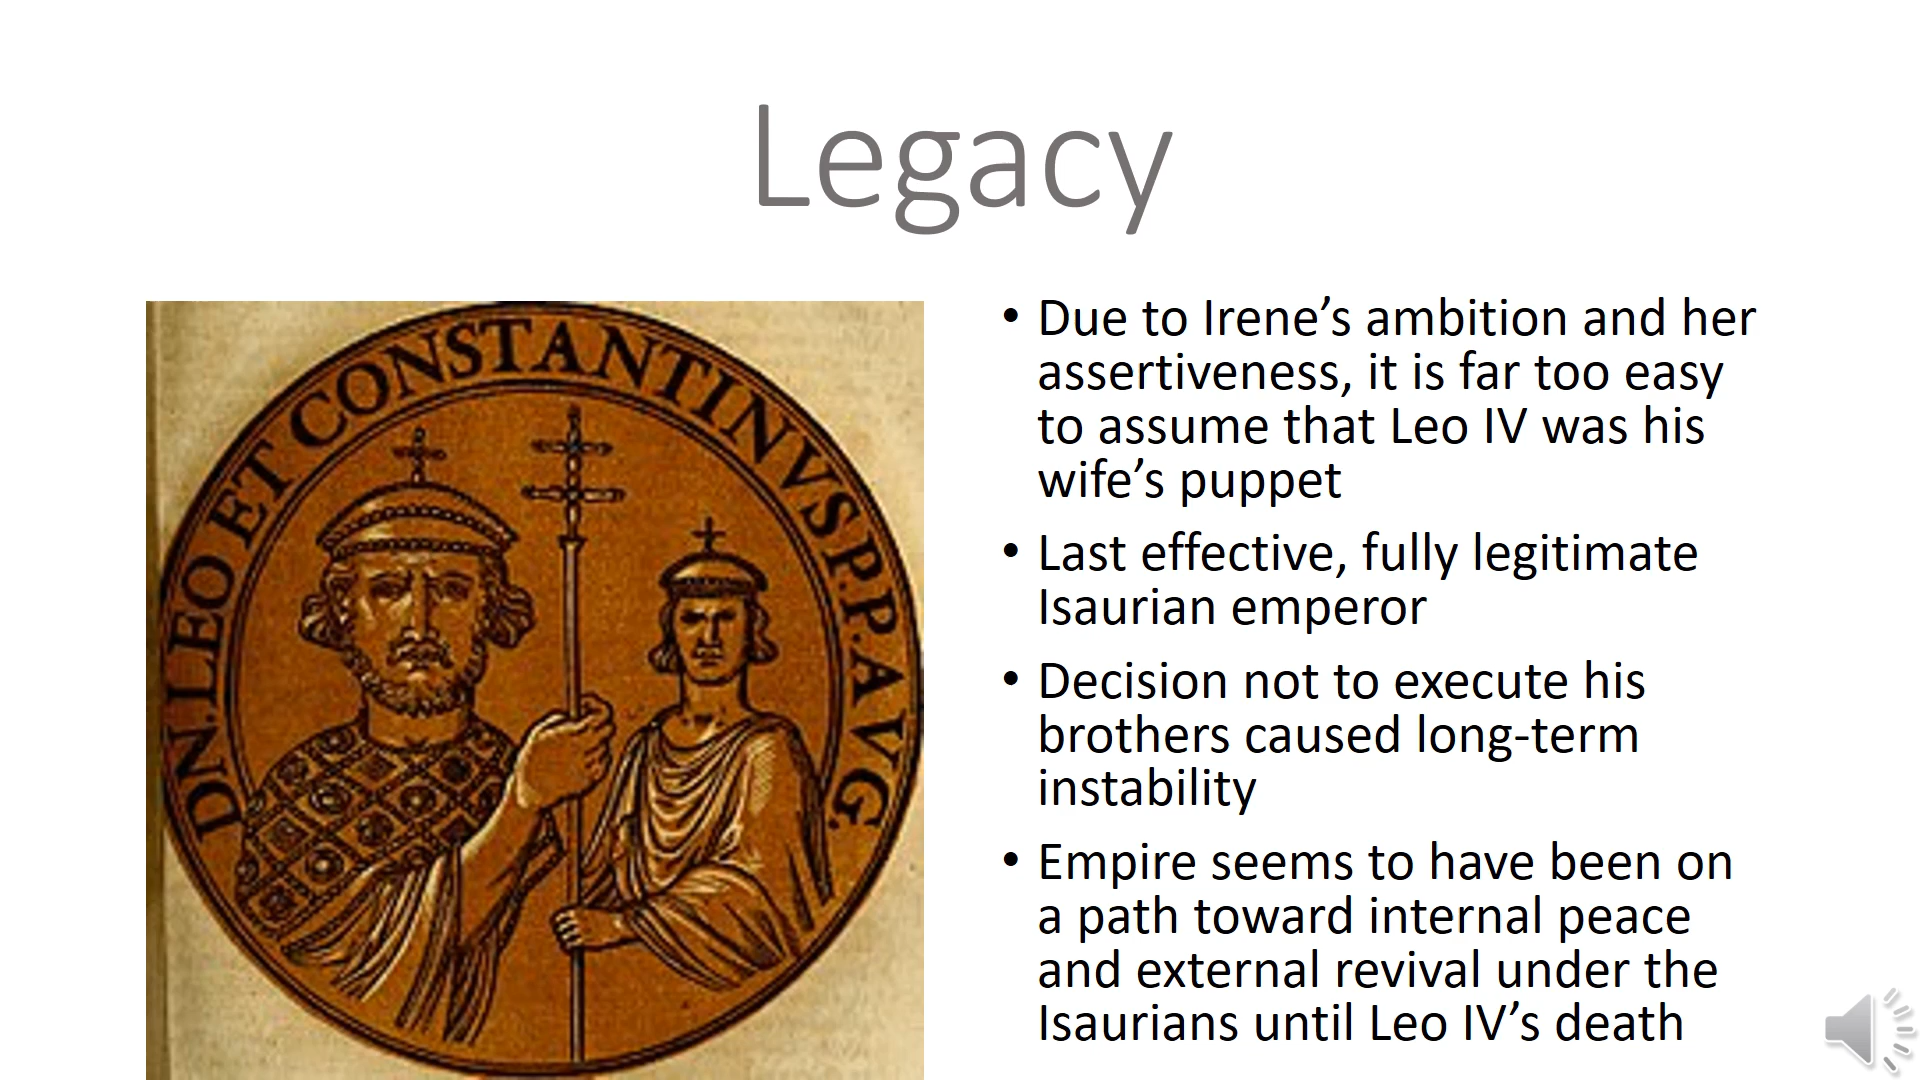 Legacy
DN. LEO ET CONSTANTINVS P.P. AVG.
• Due to Irene’s ambition and her
assertiveness, it is far too easy
to assume that Leo IV was his
wife’s puppet
• Last effective, fully legitimate
Isaurian emperor
• Decision not to execute his
brothers caused long-term
instability
• Empire seems to have been on
a path toward internal peace
and external revival under the
Isaurians until Leo IV’s death